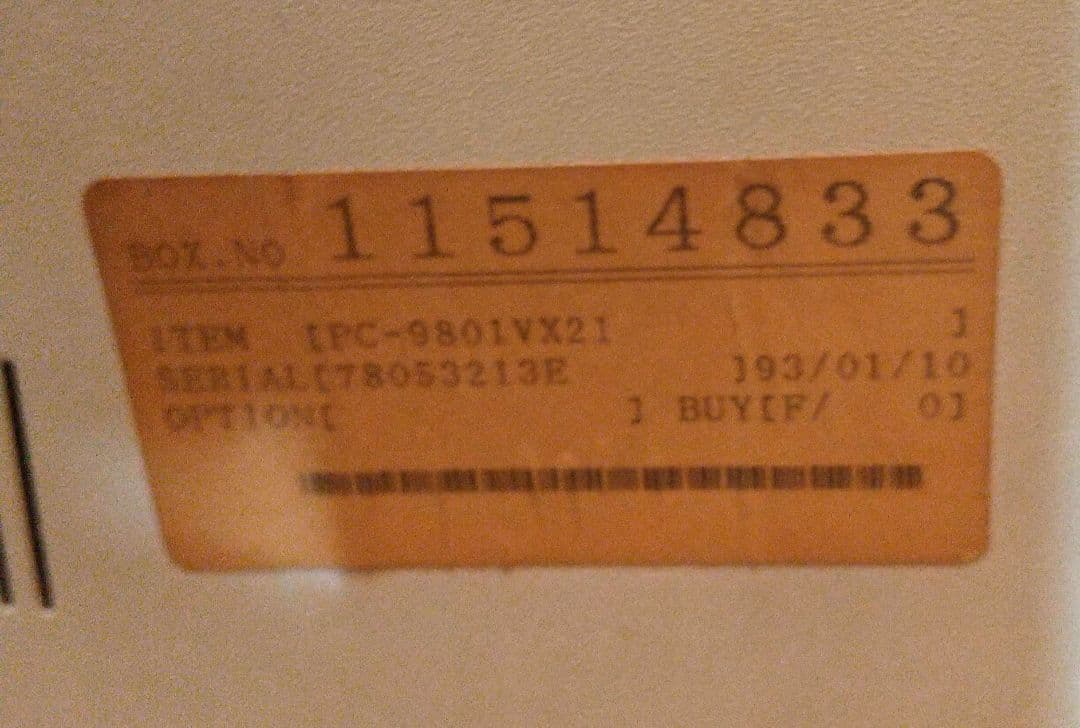 BOX.NO 11514833
ITEM [PC-9801VX21 ]
SERIAL[78053213E ]93/01/10
OPTION[ ] BUY[F/ 0]